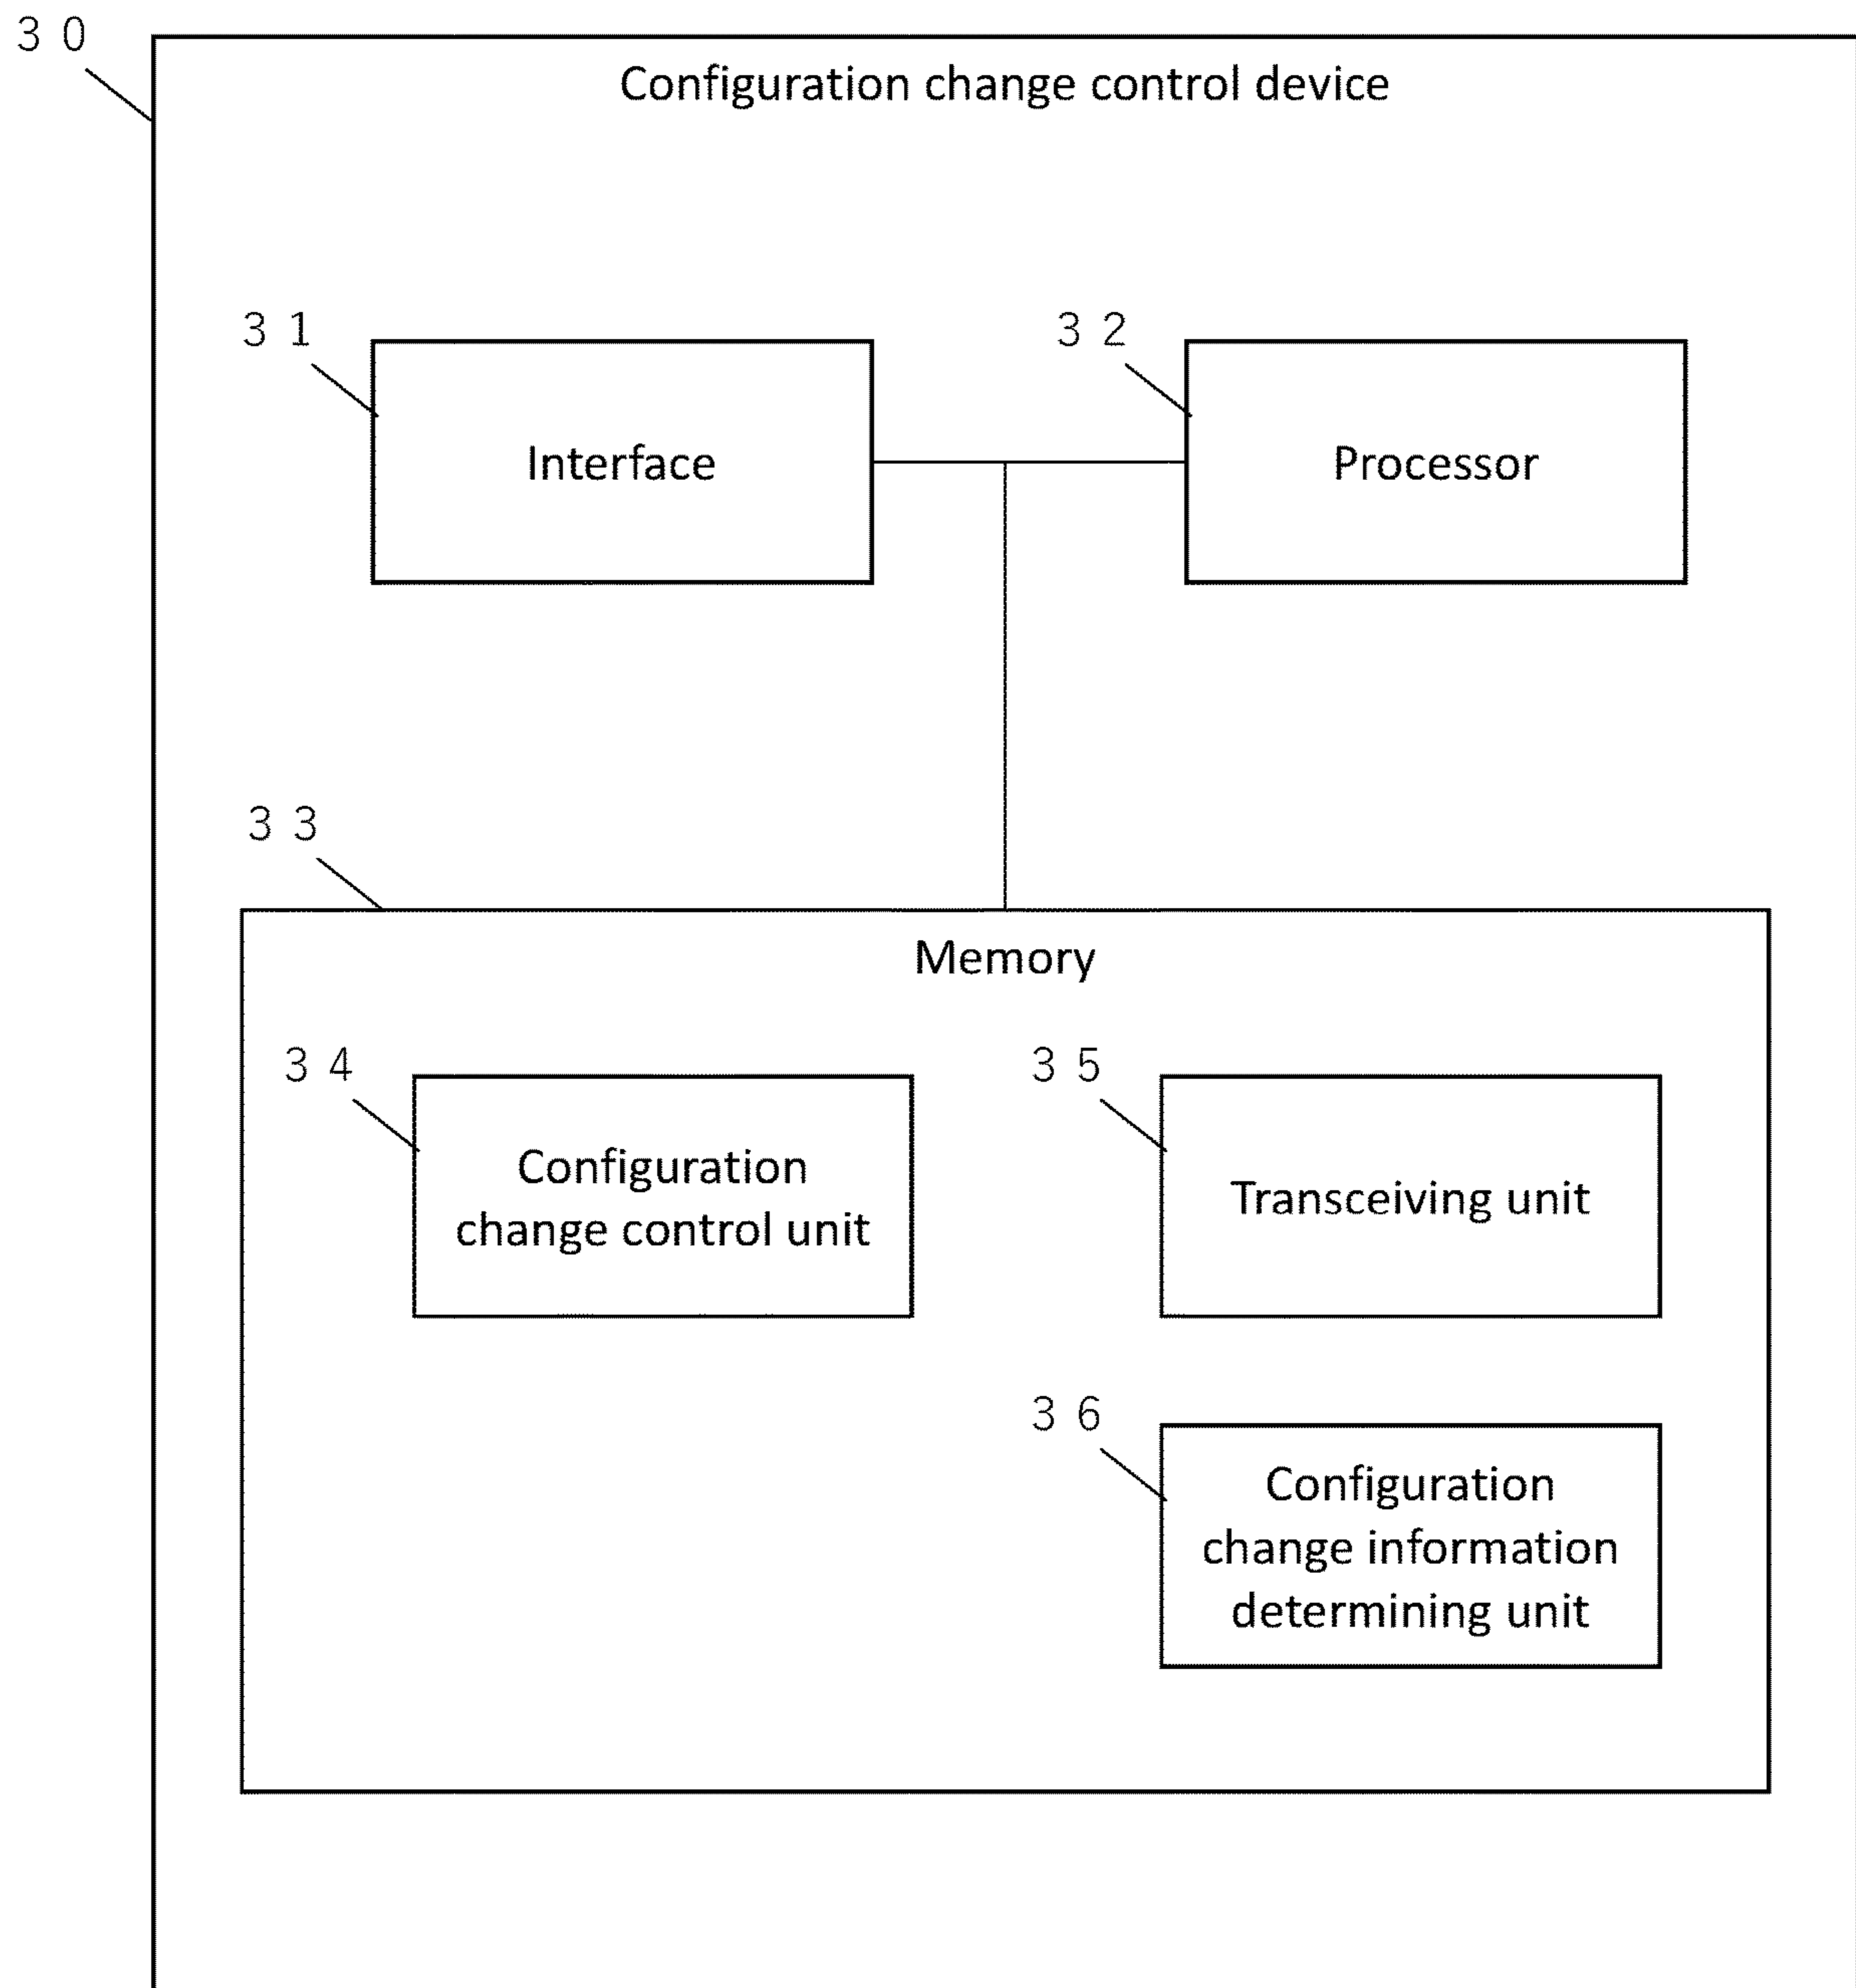 ３０
Configuration change control device
３１
３２
Interface
Processor
３３
Memory
３４
３５
Configuration
change control unit
Transceiving unit
３６
Configuration
change information
determining unit